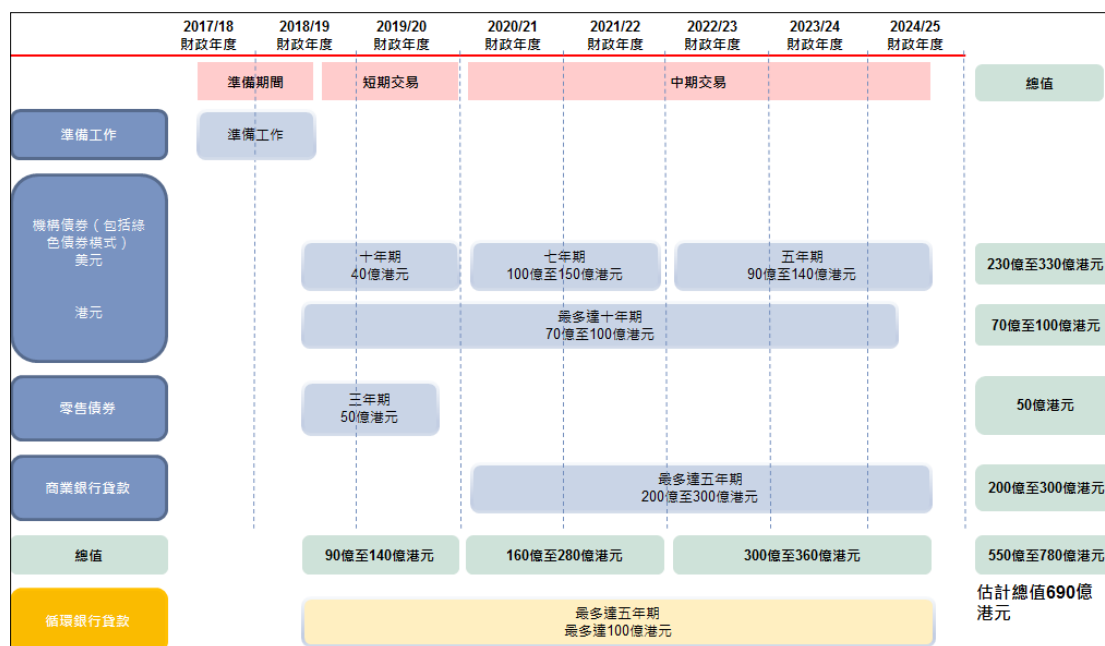 2017/18
財政年度
2018/19
財政年度
2019/20
財政年度
2020/21
財政年度
2021/22
財政年度
2022/23
財政年度
2023/24
財政年度
2024/25
財政年度
準備期間
短期交易
中期交易
總值
準備工作
準備工作
機構債券（包括綠
色債券模式）
美元
港元
十年期
40億港元
七年期
100億至150億港元
五年期
90億至140億港元
230億至330億港元
最多達十年期
70億至100億港元
70億至100億港元
零售債券
三年期
50億港元
50億港元
商業銀行貸款
最多達五年期
200億至300億港元
200億至300億港元
總值
90億至140億港元
160億至280億港元
300億至360億港元
550億至780億港元
估計總值690億
港元
循環銀行貸款
最多達五年期
最多達100億港元